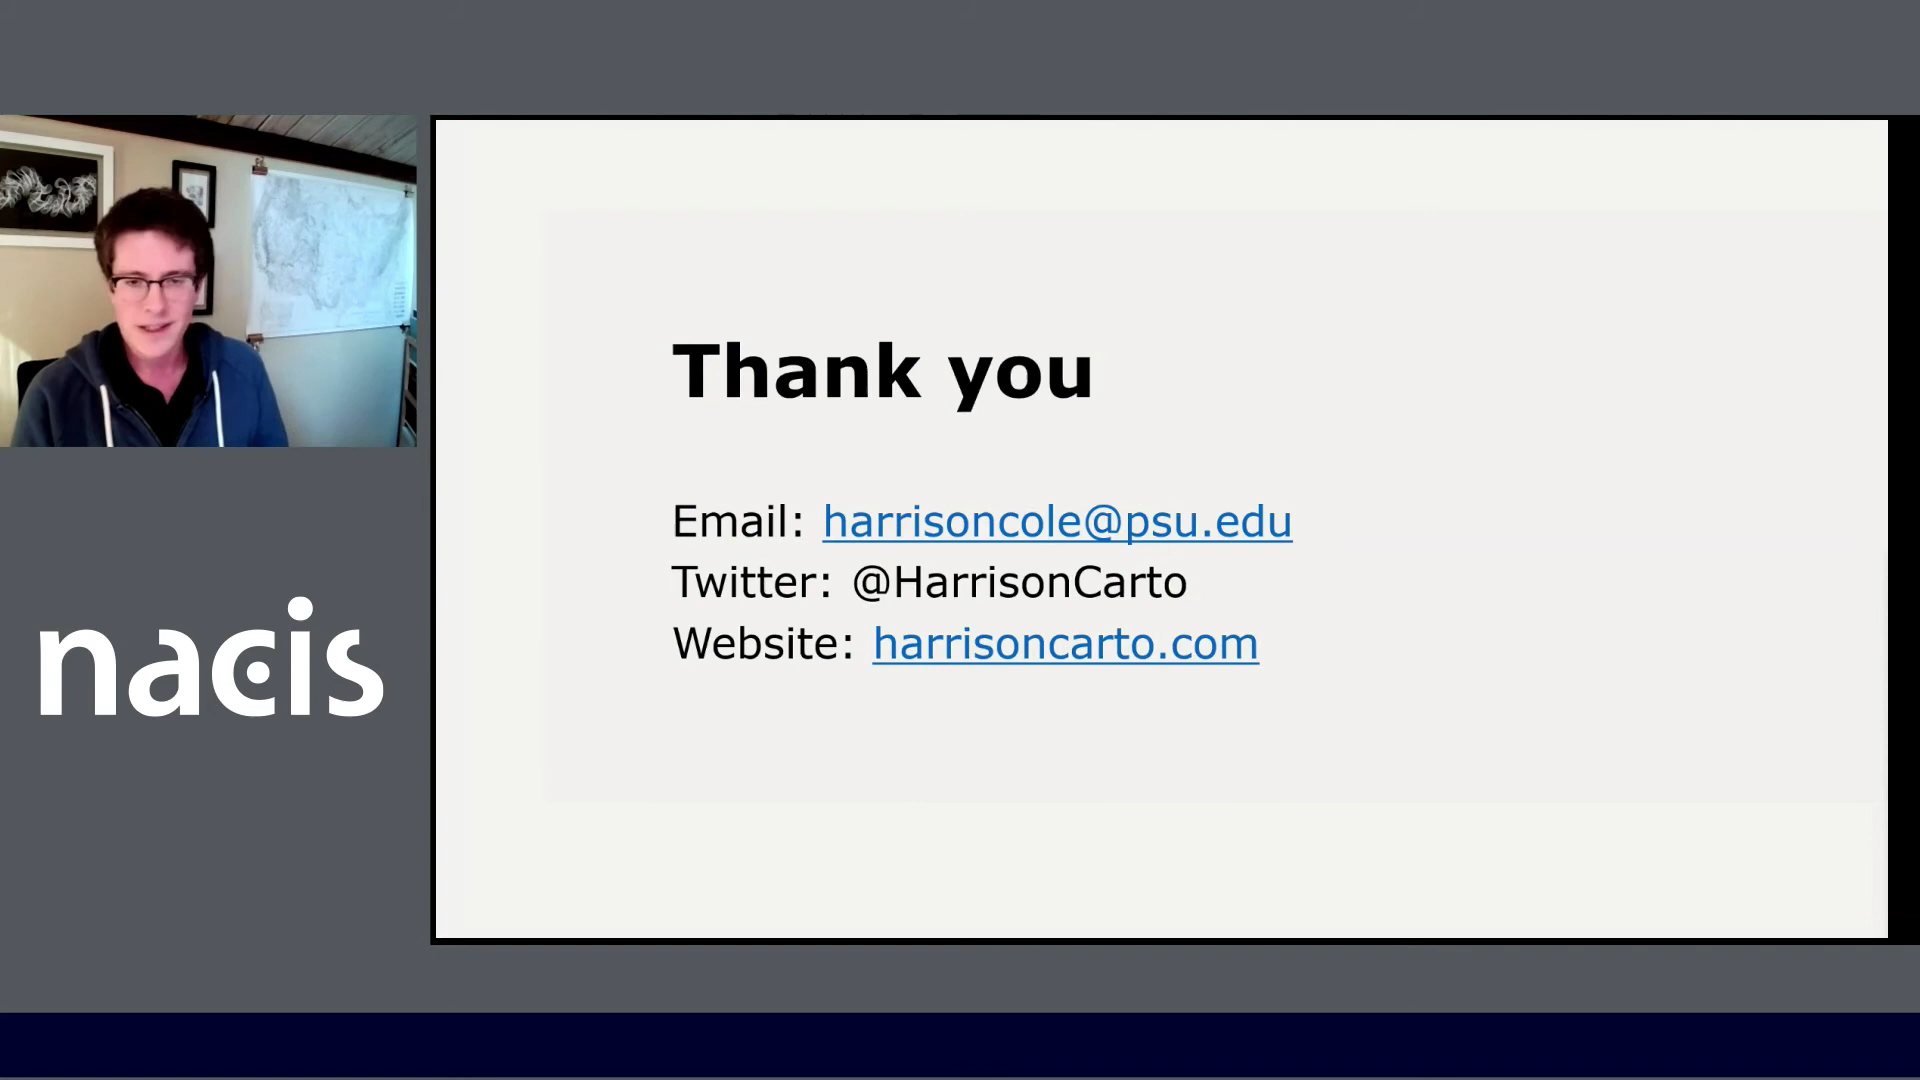 Thank you
Email: harrisoncole@psu.edu
Twitter: @HarrisonCarto
Website: harrisoncarto.com
nacis